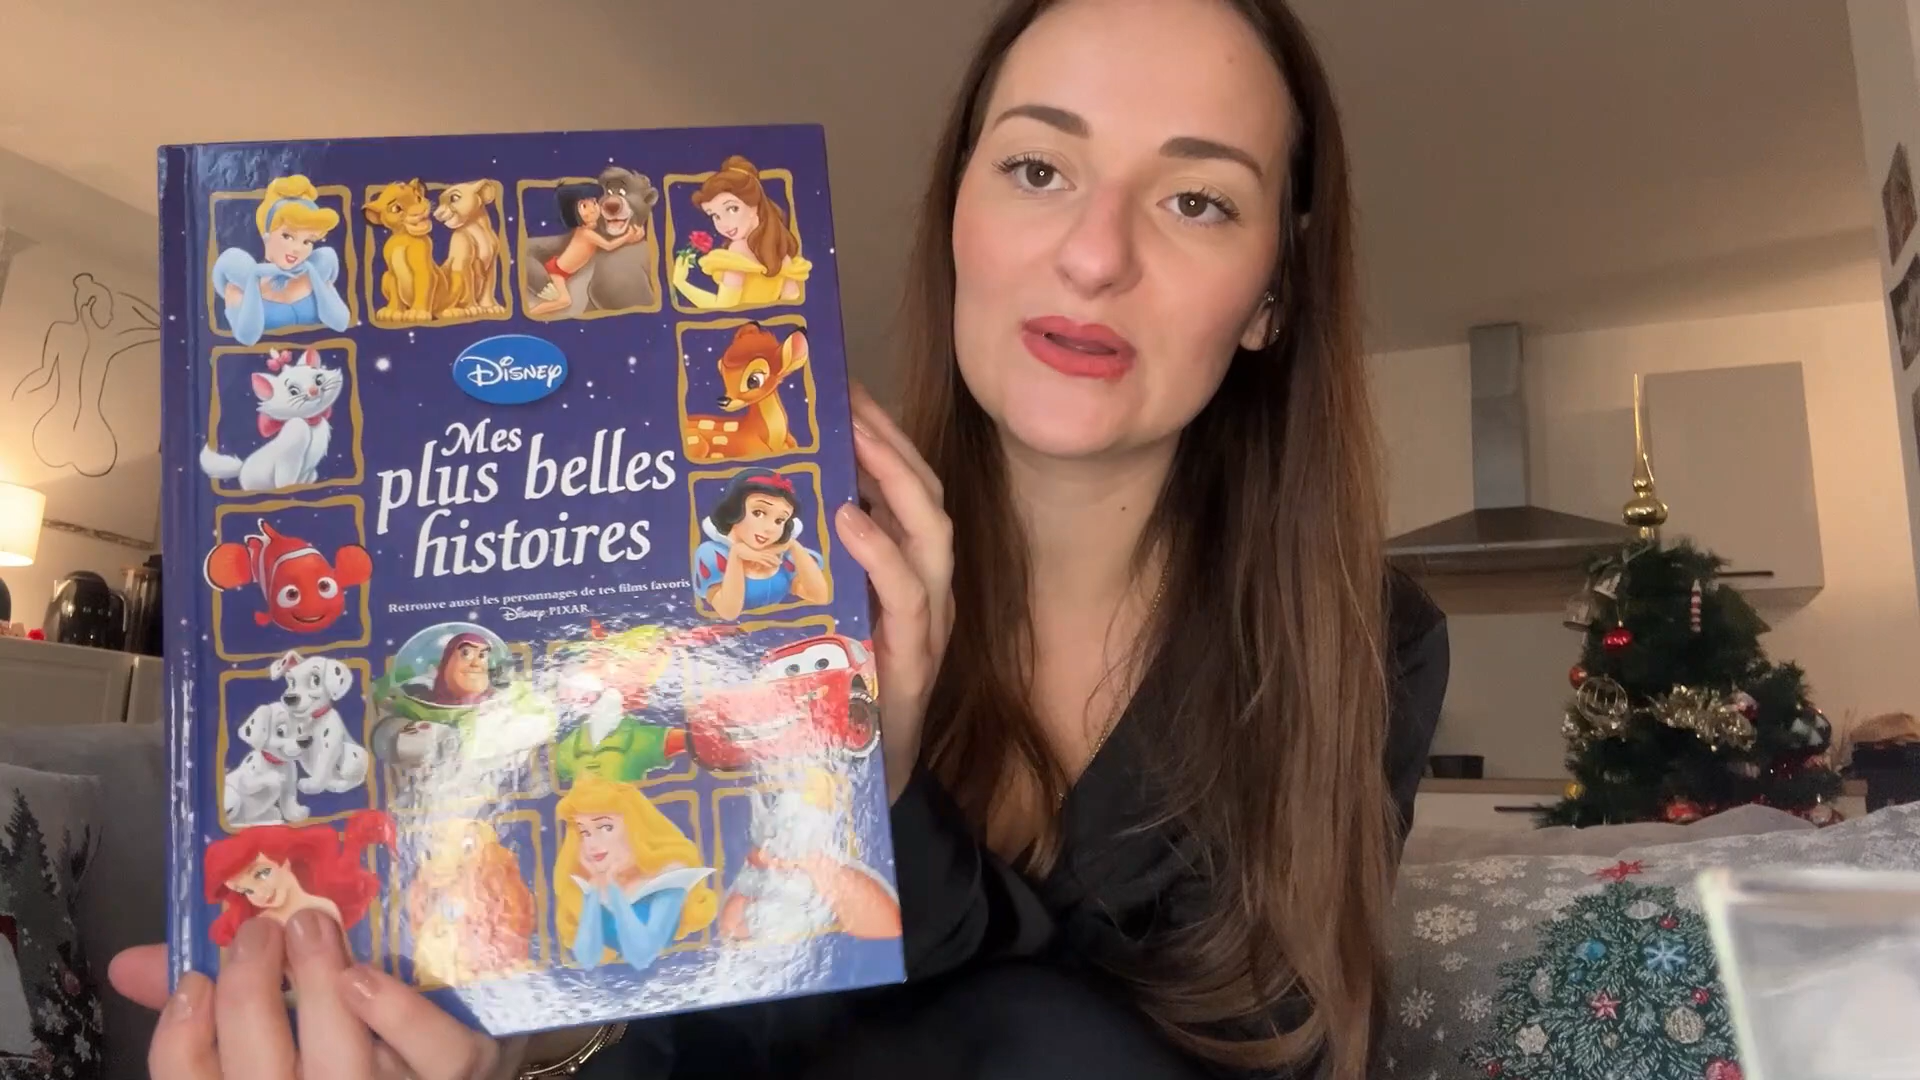 Disney
Mes
plus belles
histoires
Retrouve aussi les personnages de tes films favoris
Disney·PIXAR